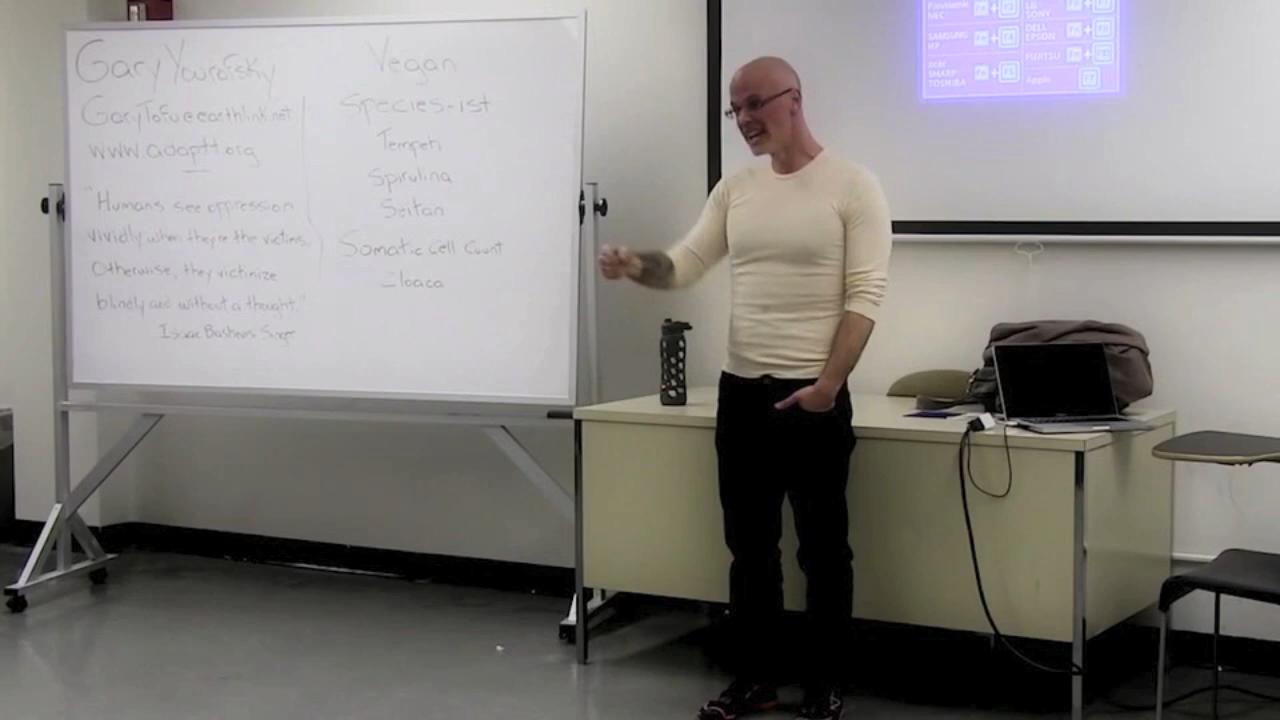 Gary Yourofsky
GaryTofu@earthlink.net
www.adaptt.org
"Humans see oppression
vividly when they're the victims.
Otherwise, they victimize
blindly and without a thought."
Isaac Bashevis Singer
Vegan
Species-ist
Tempeh
Spirulina
Seitan
Somatic Cell Count
Cloaca
Panasonic
NEC
LG
SONY
SAMSUNG
HP
DELL
EPSON
acer
SHARP
TOSHIBA
FUJITSU
Apple